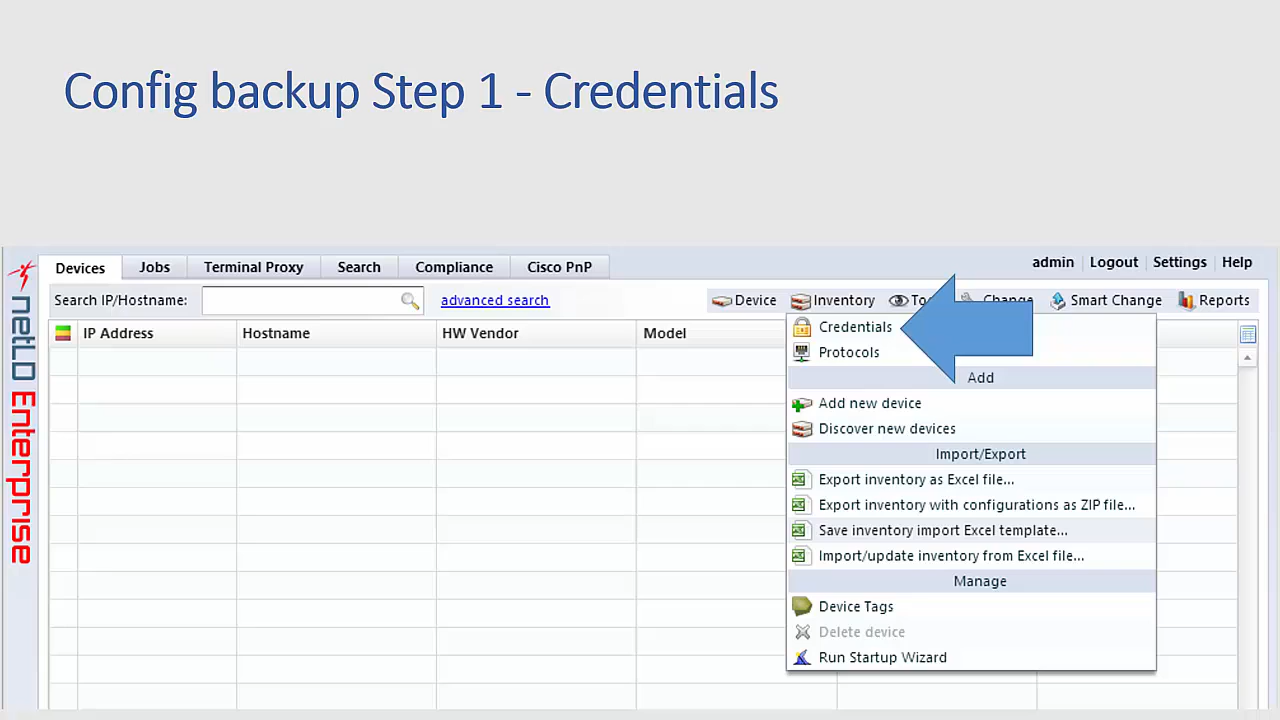 Config backup Step 1 - Credentials
netLD Enterprise
Devices Jobs Terminal Proxy Search Compliance Cisco PnP admin Logout Settings Help
Search IP/Hostname: advanced search Device Inventory Change Smart Change Reports
IP Address Hostname HW Vendor Model
Credentials
Protocols
Add
Add new device
Discover new devices
Import/Export
Export inventory as Excel file...
Export inventory with configurations as ZIP file...
Save inventory import Excel template...
Import/update inventory from Excel file...
Manage
Device Tags
Delete device
Run Startup Wizard